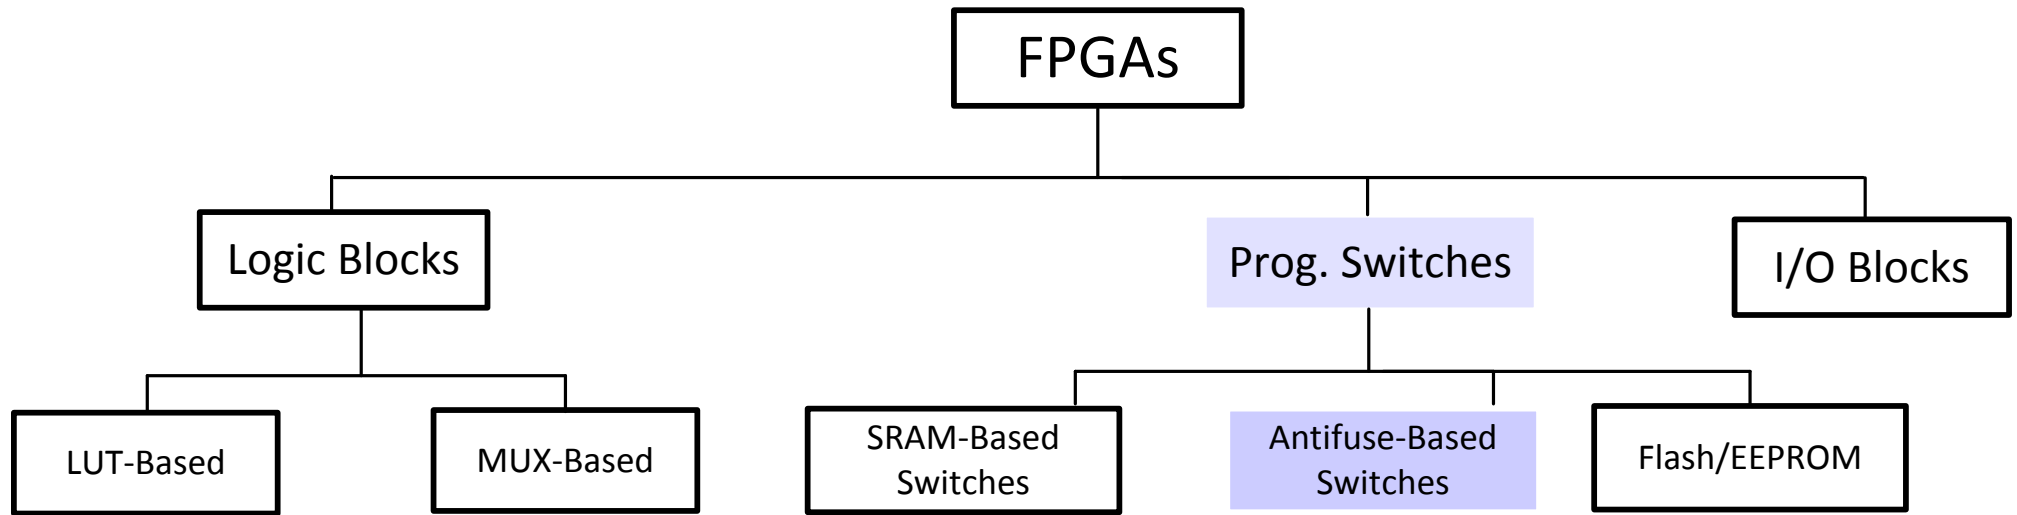 FPGAs
Logic Blocks
Prog. Switches
I/O Blocks
LUT-Based
MUX-Based
SRAM-Based
Switches
Antifuse-Based
Switches
Flash/EEPROM